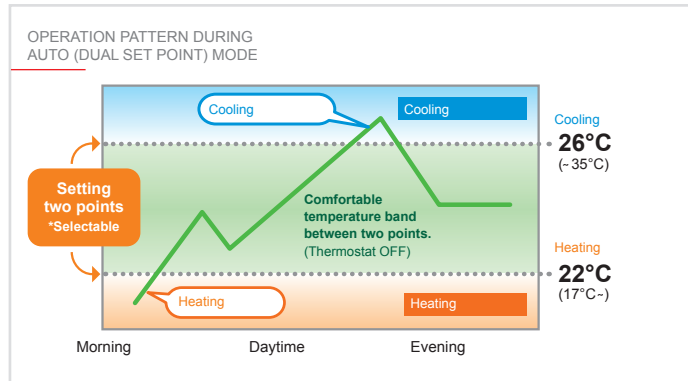 OPERATION PATTERN DURING
AUTO (DUAL SET POINT) MODE
Cooling
Cooling
Cooling
26°C
(~35°C)
Setting
two points
*Selectable
Comfortable
temperature band
between two points.
(Thermostat OFF)
Heating
22°C
(17°C~)
Heating
Heating
Morning
Daytime
Evening